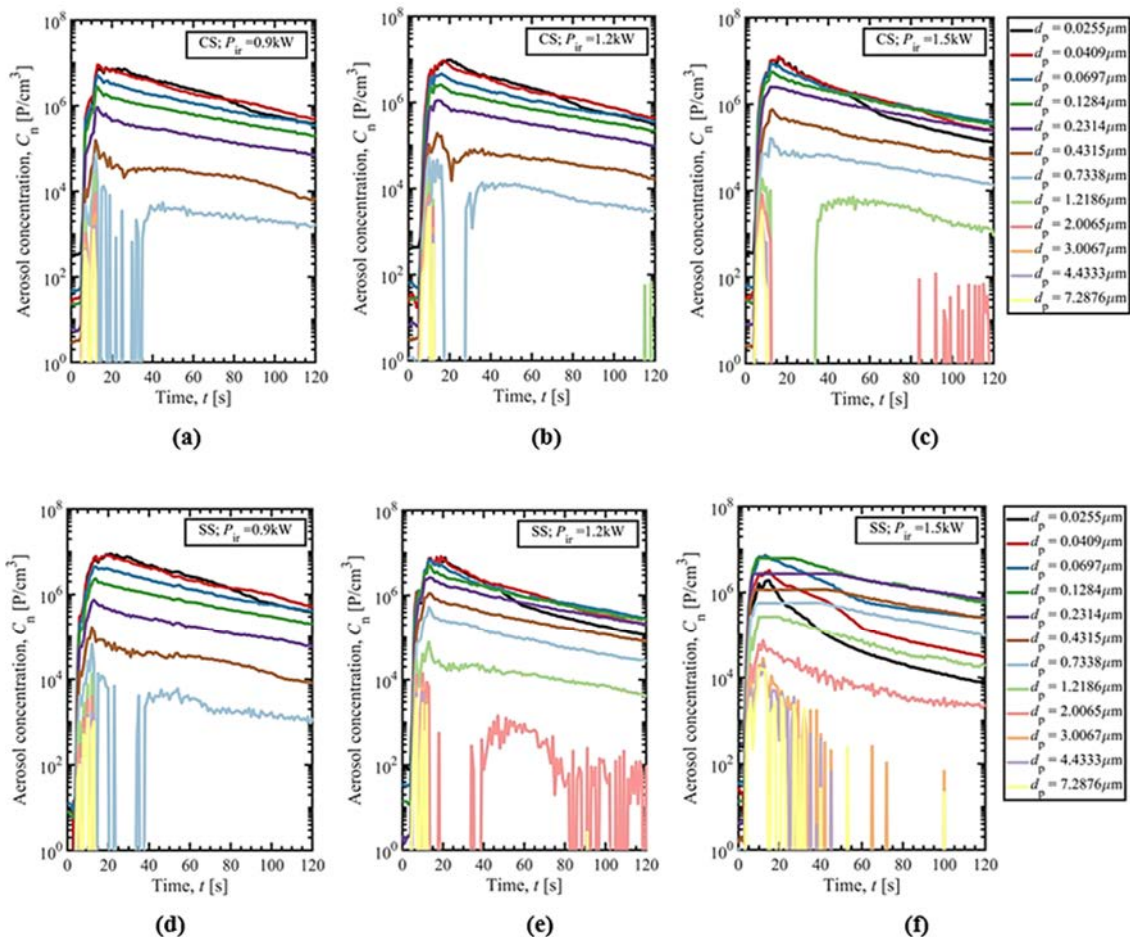 CS; P_ir =0.9kW
10^8
10^6
10^4
10^2
10^0
Aerosol concentration, C_n [P/cm^3]
0 20 40 60 80 100 120
Time, t [s]
(a)
CS; P_ir =1.2kW
10^8
10^6
10^4
10^2
10^0
Aerosol concentration, C_n [P/cm^3]
0 20 40 60 80 100 120
Time, t [s]
(b)
CS; P_ir =1.5kW
10^8
10^6
10^4
10^2
10^0
Aerosol concentration, C_n [P/cm^3]
0 20 40 60 80 100 120
Time, t [s]
(c)
d_p = 0.0255μm
d_p = 0.0409μm
d_p = 0.0697μm
d_p = 0.1284μm
d_p = 0.2314μm
d_p = 0.4315μm
d_p = 0.7338μm
d_p = 1.2186μm
d_p = 2.0065μm
d_p = 3.0067μm
d_p = 4.4333μm
d_p = 7.2876μm
SS; P_ir =0.9kW
10^8
10^6
10^4
10^2
10^0
Aerosol concentration, C_n [P/cm^3]
0 20 40 60 80 100 120
Time, t [s]
(d)
SS; P_ir =1.2kW
10^8
10^6
10^4
10^2
10^0
Aerosol concentration, C_n [P/cm^3]
0 20 40 60 80 100 120
Time, t [s]
(e)
SS; P_ir =1.5kW
10^8
10^6
10^4
10^2
10^0
Aerosol concentration, C_n [P/cm^3]
0 20 40 60 80 100 120
Time, t [s]
(f)
d_p = 0.0255μm
d_p = 0.0409μm
d_p = 0.0697μm
d_p = 0.1284μm
d_p = 0.2314μm
d_p = 0.4315μm
d_p = 0.7338μm
d_p = 1.2186μm
d_p = 2.0065μm
d_p = 3.0067μm
d_p = 4.4333μm
d_p = 7.2876μm